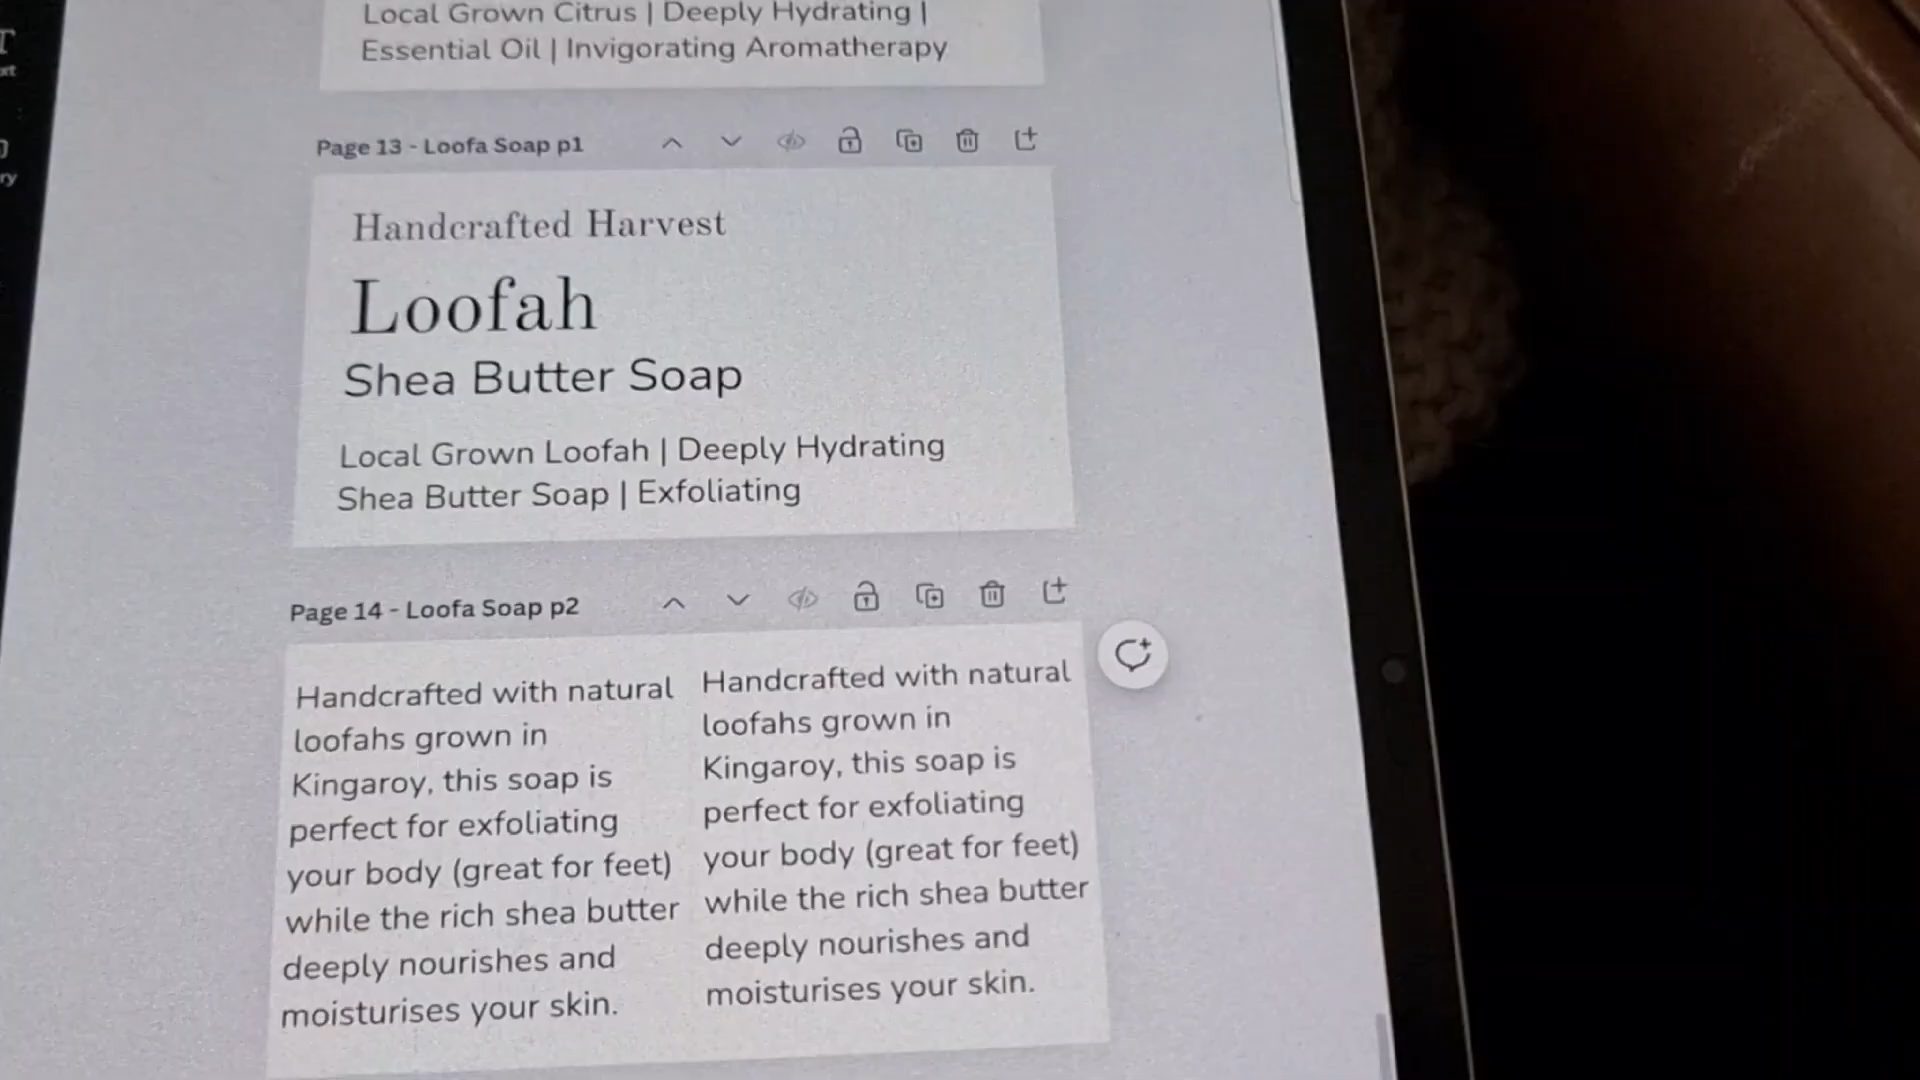 Local Grown Citrus | Deeply Hydrating |
Essential Oil | Invigorating Aromatherapy
Page 13 - Loofa Soap p1
Handcrafted Harvest
Loofah
Shea Butter Soap
Local Grown Loofah | Deeply Hydrating
Shea Butter Soap | Exfoliating
Page 14 - Loofa Soap p2
Handcrafted with natural
loofahs grown in
Kingaroy, this soap is
perfect for exfoliating
your body (great for feet)
while the rich shea butter
deeply nourishes and
moisturises your skin.
Handcrafted with natural
loofahs grown in
Kingaroy, this soap is
perfect for exfoliating
your body (great for feet)
while the rich shea butter
deeply nourishes and
moisturises your skin.